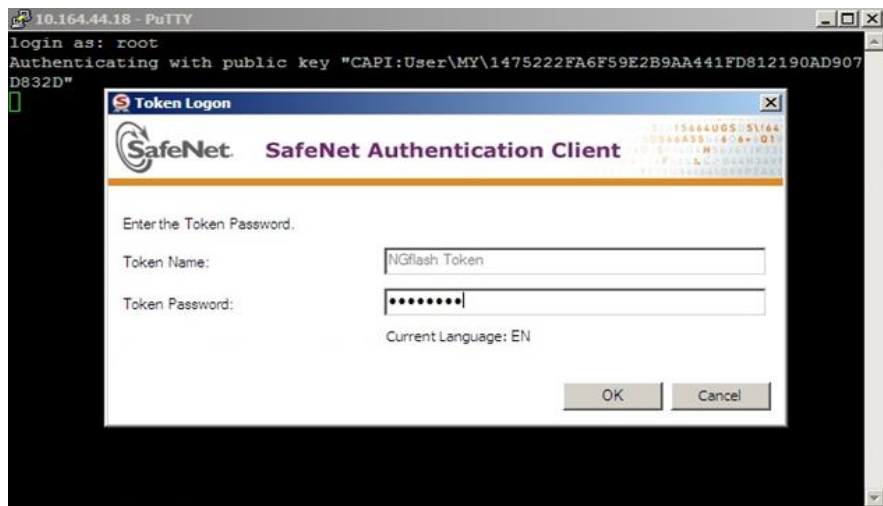 10.164.44.18 - PuTTY
login as: root
Authenticating with public key "CAPI:User\MY\1475222FA6F59E2B9AA441FD812190AD907
D832D"
Token Logon
SafeNet. SafeNet Authentication Client
Enter the Token Password.
Token Name: NGflash Token
Token Password: ••••••••
Current Language: EN
OK Cancel